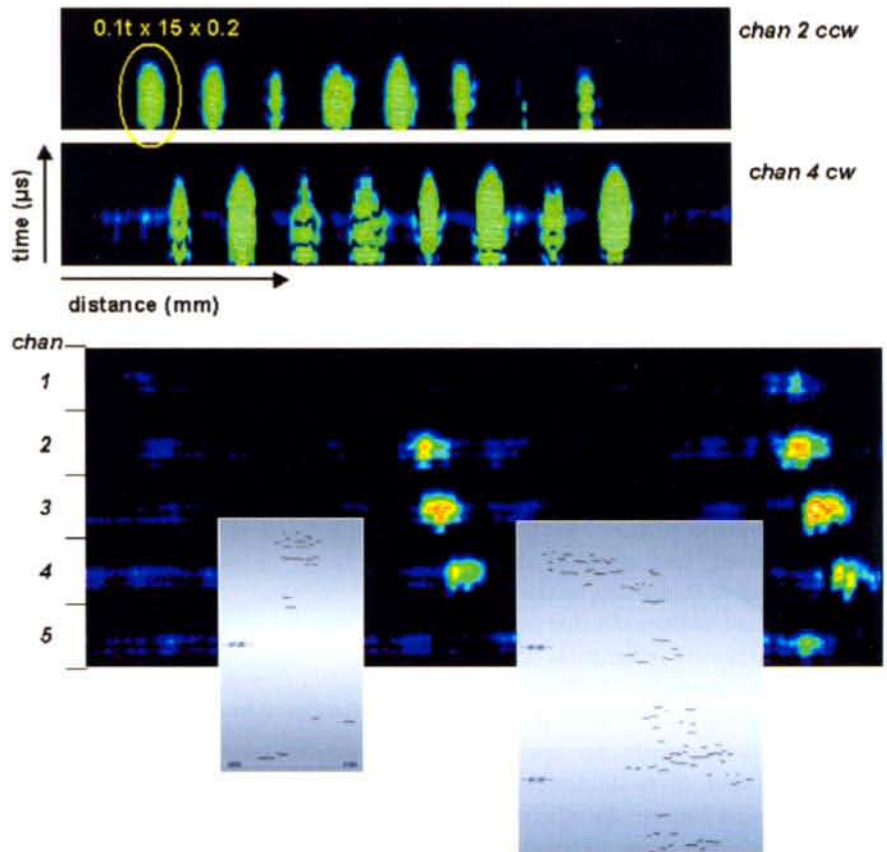 0.1t x 15 x 0.2
chan 2 ccw
chan 4 cw
time (µs)
distance (mm)
chan
1
2
3
4
5